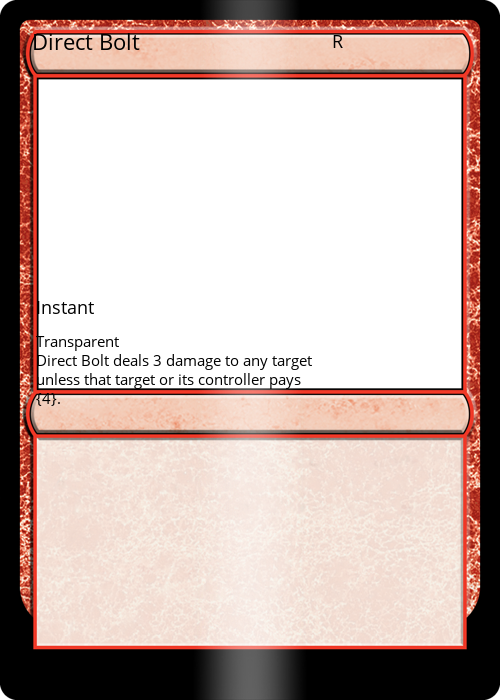 Direct Bolt R
Instant
Transparent
Direct Bolt deals 3 damage to any target
unless that target or its controller pays
{4}.